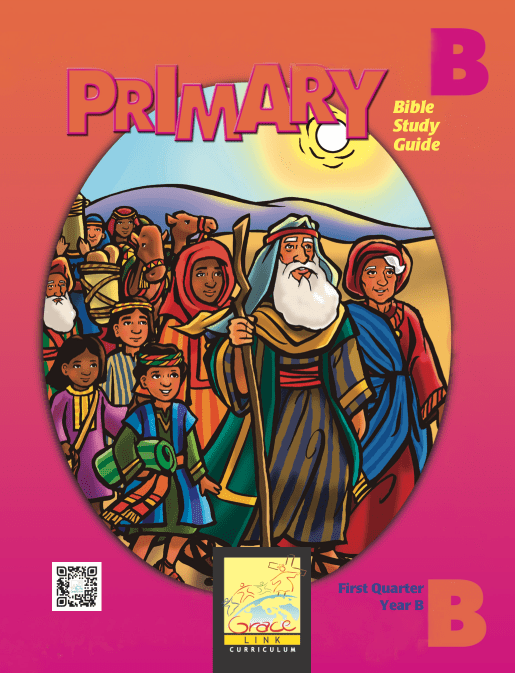 B
PRIMARY
Bible
Study
Guide
First Quarter
Year B
B
Grace
LINK
CURRICULUM